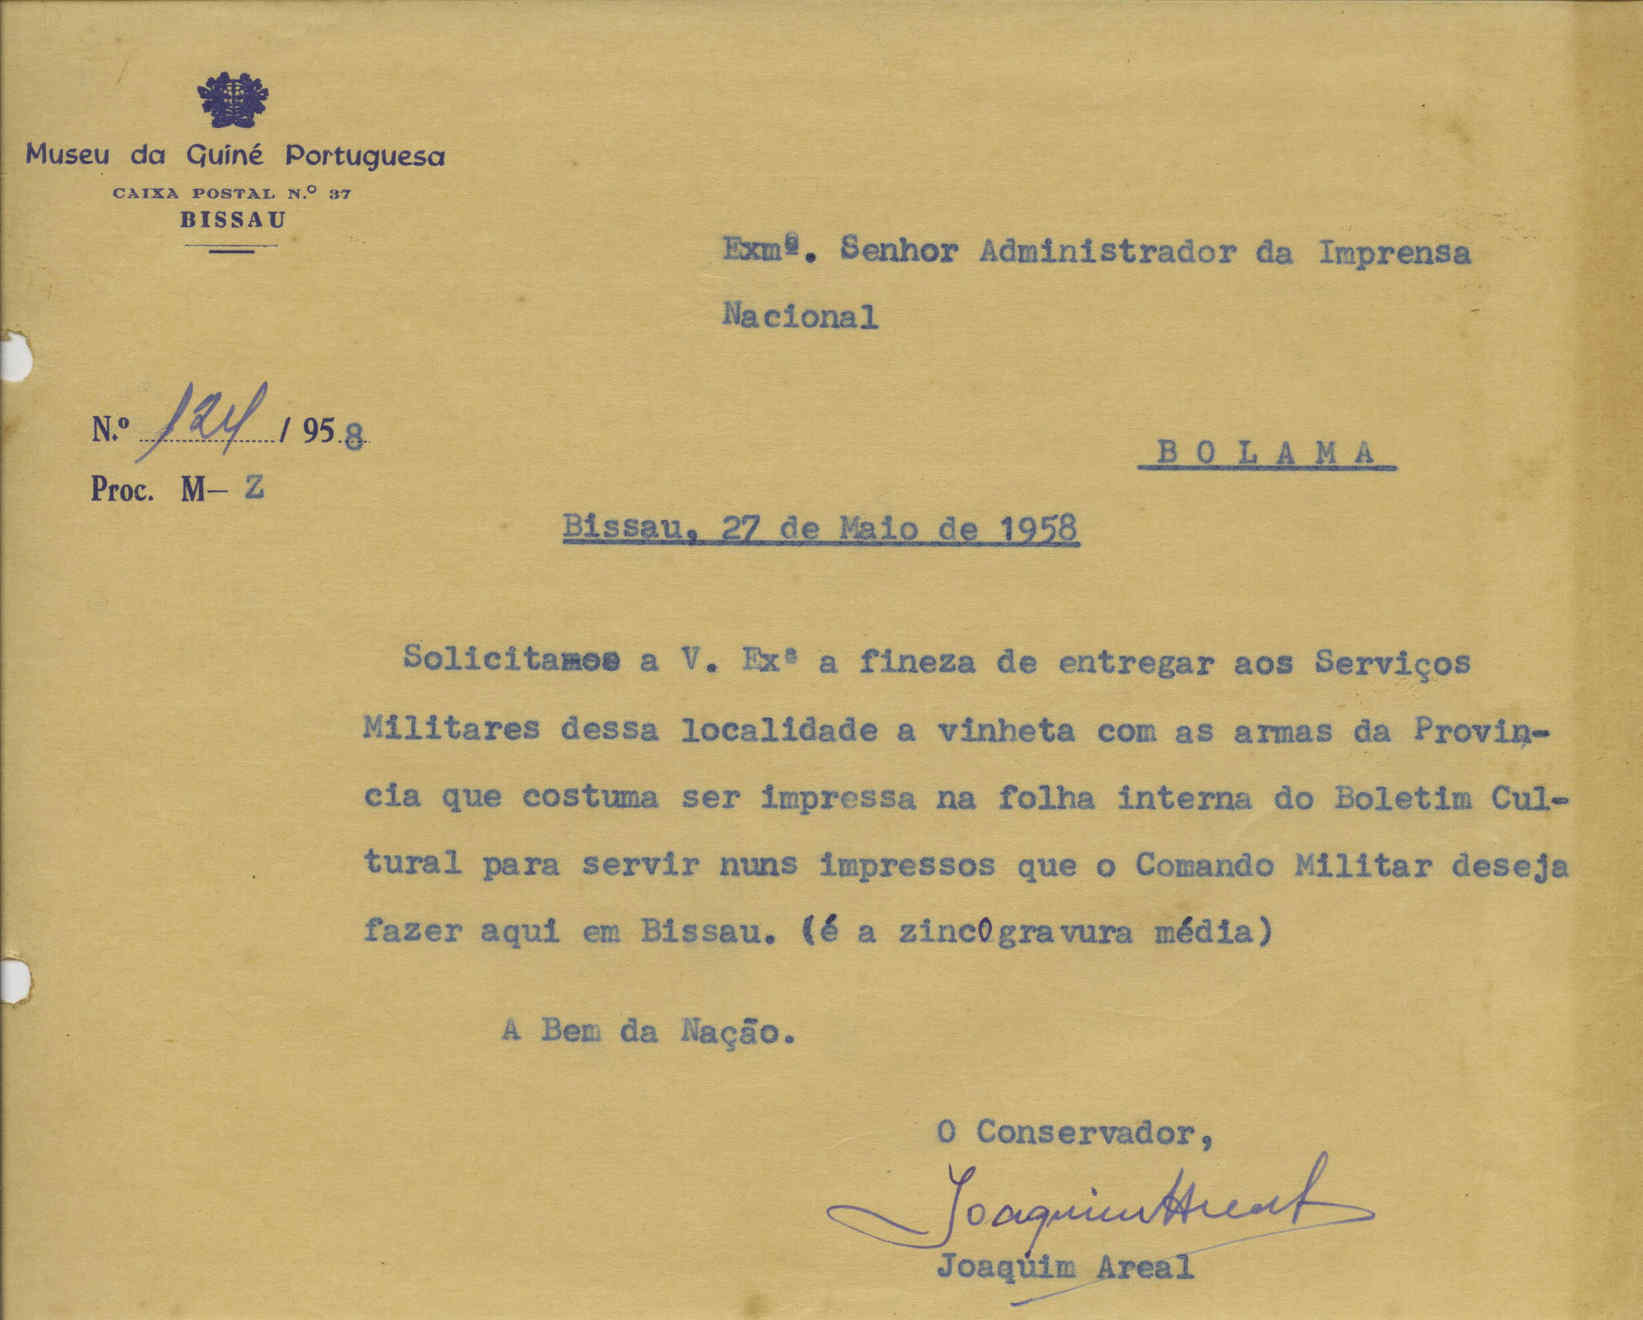 Museu da Guiné Portuguesa
CAIXA POSTAL N.º 37
BISSAU
Exmº. Senhor Administrador da Imprensa
Nacional
N.º 124 / 958
Proc. M— Z
BOLAMA
Bissau, 27 de Maio de 1958
Solicitamos a V. Exª a fineza de entregar aos Serviços
Militares dessa localidade a vinheta com as armas da Provin-
cia que costuma ser impressa na folha interna do Boletim Cul-
tural para servir nuns impressos que o Comando Militar deseja
fazer aqui em Bissau. (é a zincOgravura média)
A Bem da Nação.
O Conservador,
Joaquim Areal
Joaquim Areal